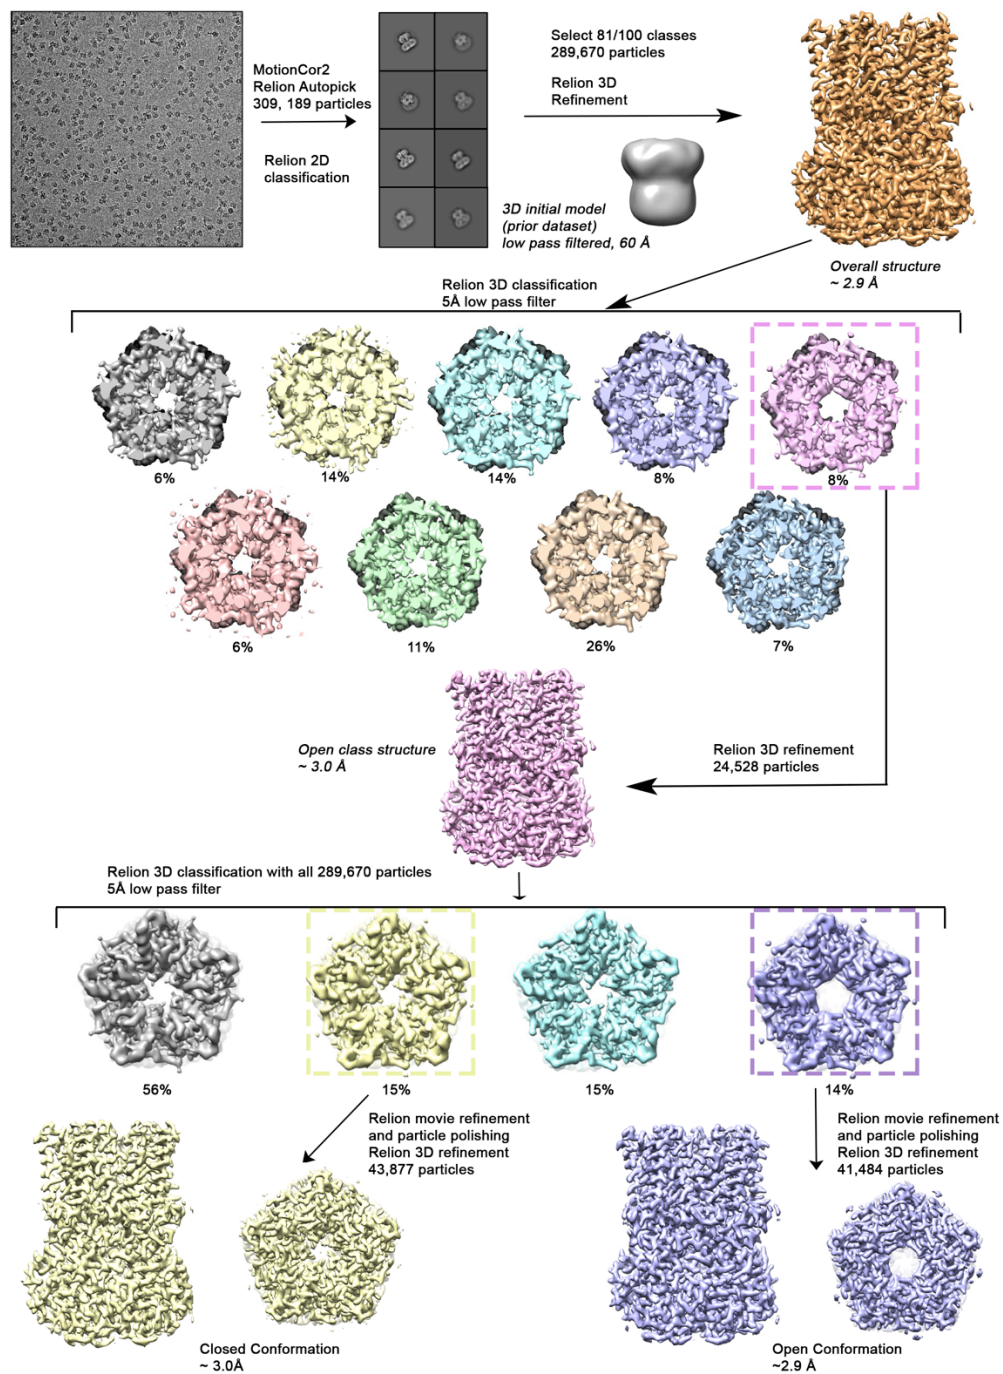 MotionCor2
Relion Autopick
309, 189 particles
Relion 2D
classification
Select 81/100 classes
289,670 particles
Relion 3D
Refinement
3D initial model
(prior dataset)
low pass filtered, 60 Å
Overall structure
~ 2.9 Å
Relion 3D classification
5Å low pass filter
6%
14%
14%
8%
8%
6%
11%
26%
7%
Open class structure
~ 3.0 Å
Relion 3D refinement
24,528 particles
Relion 3D classification with all 289,670 particles
5Å low pass filter
56%
15%
15%
14%
Relion movie refinement
and particle polishing
Relion 3D refinement
43,877 particles
Relion movie refinement
and particle polishing
Relion 3D refinement
41,484 particles
Closed Conformation
~ 3.0Å
Open Conformation
~2.9 Å